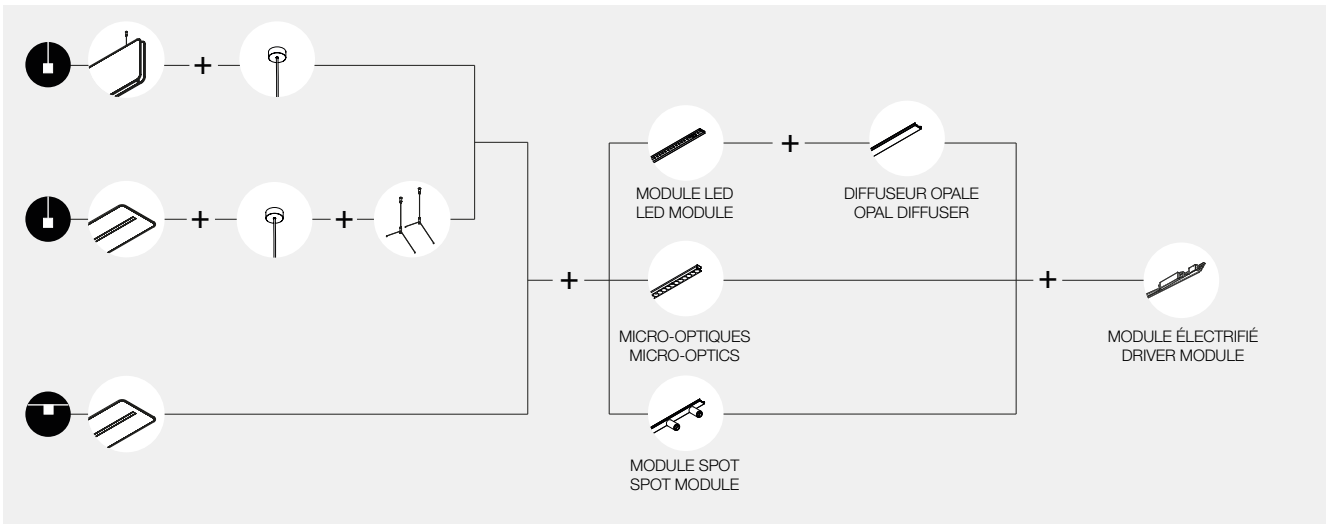 MODULE LED
LED MODULE
DIFFUSEUR OPALE
OPAL DIFFUSER
MICRO-OPTIQUES
MICRO-OPTICS
MODULE ÉLECTRIFIÉ
DRIVER MODULE
MODULE SPOT
SPOT MODULE